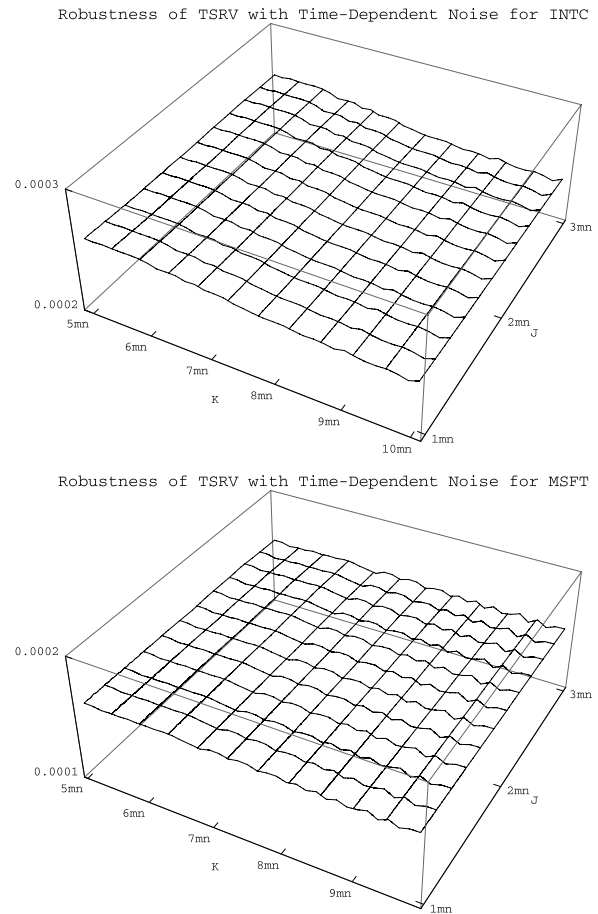 Robustness of TSRV with Time-Dependent Noise for INTC
0.0003
0.0002
5mn
6mn
7mn
8mn
9mn
10mn
K
1mn
2mn
3mn
J
Robustness of TSRV with Time-Dependent Noise for MSFT
0.0002
0.0001
5mn
6mn
7mn
8mn
9mn
K
1mn
2mn
3mn
J